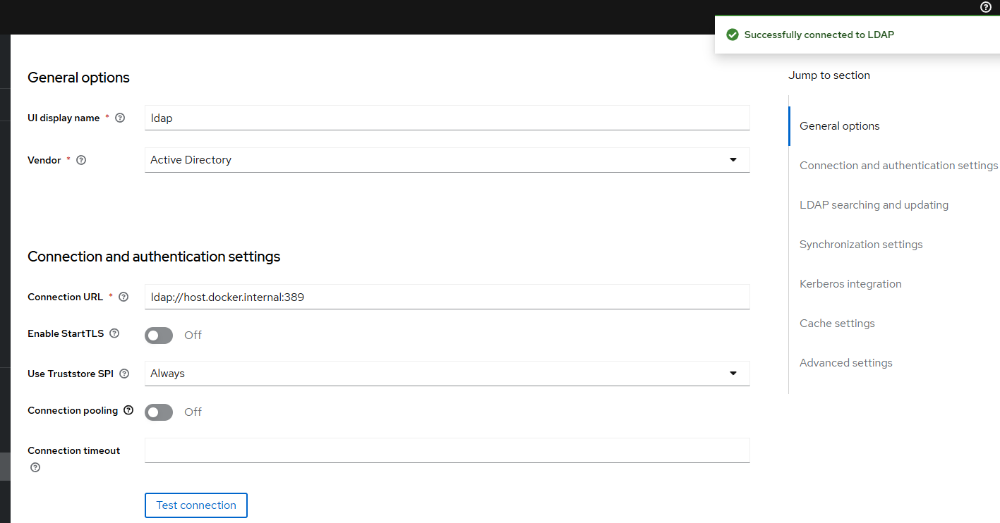 Successfully connected to LDAP
General options
UI display name *
ldap
Vendor *
Active Directory
Connection and authentication settings
Connection URL *
ldap://host.docker.internal:389
Enable StartTLS
Off
Use Truststore SPI
Always
Connection pooling
Off
Connection timeout
Test connection
Jump to section
General options
Connection and authentication settings
LDAP searching and updating
Synchronization settings
Kerberos integration
Cache settings
Advanced settings